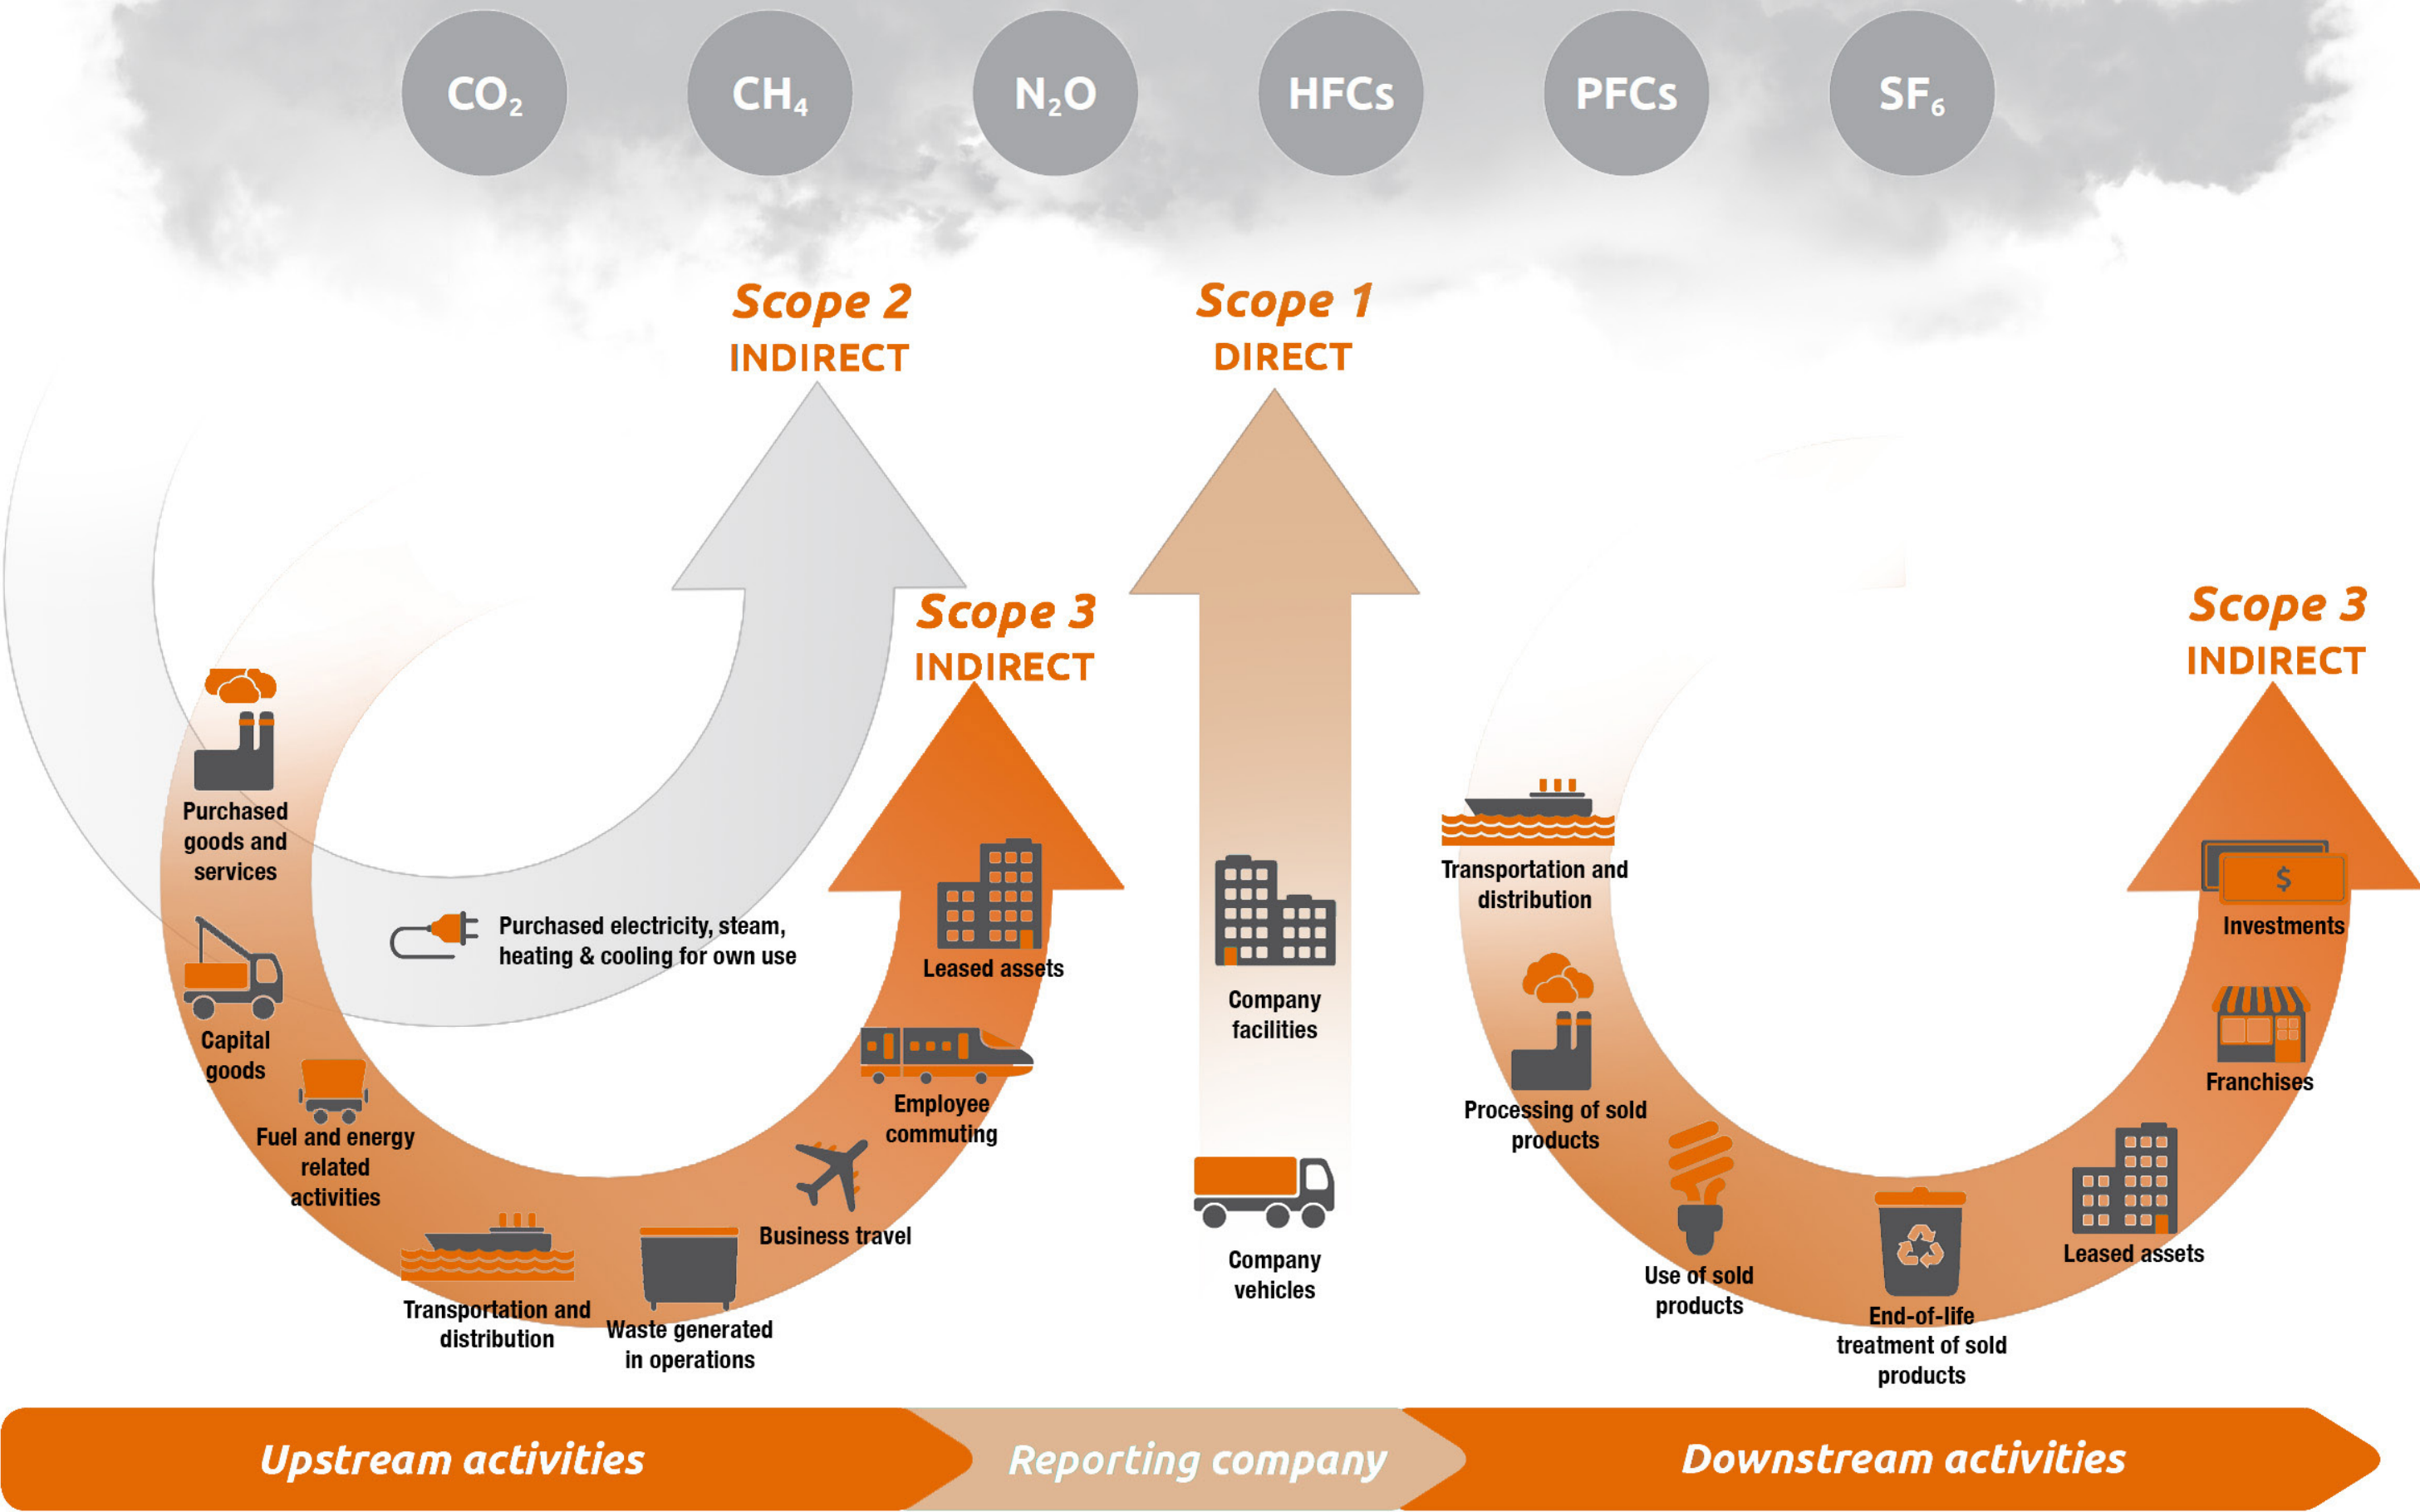 CO₂
CH₄
N₂O
HFCs
PFCs
SF₆
Scope 2
INDIRECT
Scope 1
DIRECT
Scope 3
INDIRECT
Scope 3
INDIRECT
Purchased
goods and
services
Capital
goods
Fuel and energy
related
activities
Transportation and
distribution
Waste generated
in operations
Business travel
Employee
commuting
Leased assets
Purchased electricity, steam,
heating & cooling for own use
Company
facilities
Company
vehicles
Transportation and
distribution
Processing of sold
products
Use of sold
products
End-of-life
treatment of sold
products
Leased assets
Franchises
$
Investments
Upstream activities
Reporting company
Downstream activities